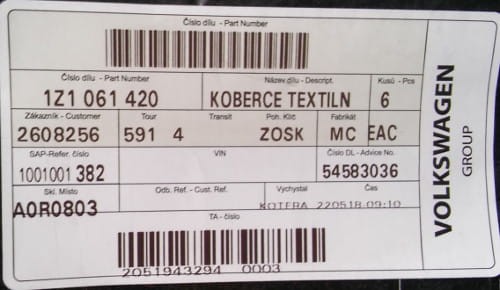 Číslo dílu - Part Number
Číslo dílu - Part Number Název dílu - Descript. Kusů - Pcs
1Z1 061 420 KOBERCE TEXTILN 6
Zákazník - Customer Tour Transit Poh. Klíč Fabrikát
2608256 591 4 ZOSK MC EAC
SAP-Refer. číslo VIN Číslo DL - Advice No.
1001001 382 54583036
Skl. Místo Odb. Ref. - Cust. Ref. Vychystal Čas
A0R0803 KOTERA 220518-09:10
TA - číslo
2051943294 0003
VOLKSWAGEN
GROUP